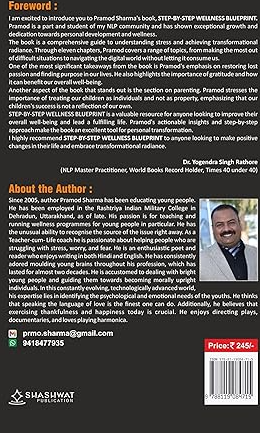 Foreword :
I am excited to introduce you to Pramod Sharma's book, STEP-BY-STEP WELLNESS BLUEPRINT.
Pramod is a part and student of my NLP community and has shown exceptional growth and
dedication towards personal development and wellness.
The book is a comprehensive guide to understanding stress and achieving transformational
radiance. Through eleven chapters, Pramod covers a range of topics, from making the most out
of difficult situations to navigating the digital world without letting it consume us.
One of the most significant takeaways from the book is Pramod's emphasis on restoring lost
passion and finding purpose in our lives. He also highlights the importance of gratitude and how
it can benefit our overall well-being.
Another aspect of the book that stands out is the section on parenting. Pramod stresses the
importance of treating our children as individuals and not as property, emphasizing that our
children's success is not a reflection of our own.
STEP-BY-STEP WELLNESS BLUEPRINT is a valuable resource for anyone looking to improve their
overall well-being and lead a fulfilling life. Pramod's actionable insights and step-by-step
approach make the book an excellent tool for personal transformation.
I highly recommend STEP-BY-STEP WELLNESS BLUEPRINT to anyone looking to make positive
changes in their life and embrace transformational radiance.
Dr. Yogendra Singh Rathore
(NLP Master Practitioner, World Books Record Holder, Times 40 under 40)
About the Author :
Since 2005, author Pramod Sharma has been educating young people.
He has been employed in the Rashtriya Indian Military College in
Dehradun, Uttarakhand, as of late. His passion is for teaching and
running wellness programmes for young people in particular. He has
the unusual ability to recognise the source of the issue right away. As a
Teacher-cum- Life coach he is passionate about helping people who are
struggling with stress, worry, and fear. He is an enthusiastic poet and
reader who enjoys writing in both Hindi and English. He has consistently
adored moulding young brains throughout his profession, which has
lasted for almost two decades. He is accustomed to dealing with bright
young people and guiding them towards becoming morally upright
individuals. In this constantly evolving, technologically advanced world,
his expertise lies in identifying the psychological and emotional needs of the youths. He thinks
that speaking the language of love is the finest one can do. Additionally, he believes that
exercising thankfulness and happiness today is crucial. He enjoys directing plays,
documentaries, and loves playing harmonica.
prmo.sharma@gmail.com
9418477935
Price: ₹ 245/-
SHASHWAT
PUBLICATION
9 788119 084715